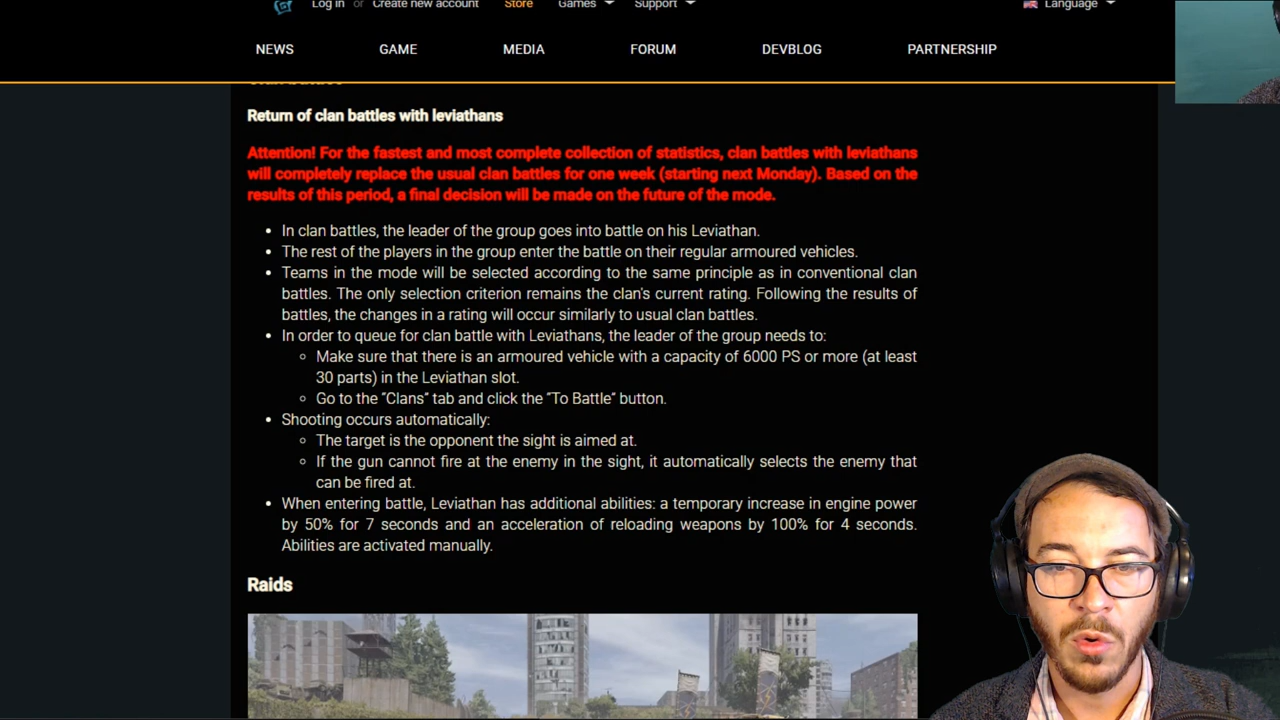 Log in or Create new account Store Games Support Language
NEWS GAME MEDIA FORUM DEVBLOG PARTNERSHIP
Return of clan battles with leviathans
Attention! For the fastest and most complete collection of statistics, clan battles with leviathans
will completely replace the usual clan battles for one week (starting next Monday). Based on the
results of this period, a final decision will be made on the future of the mode.
• In clan battles, the leader of the group goes into battle on his Leviathan.
• The rest of the players in the group enter the battle on their regular armoured vehicles.
• Teams in the mode will be selected according to the same principle as in conventional clan
battles. The only selection criterion remains the clan's current rating. Following the results of
battles, the changes in a rating will occur similarly to usual clan battles.
• In order to queue for clan battle with Leviathans, the leader of the group needs to:
◦ Make sure that there is an armoured vehicle with a capacity of 6000 PS or more (at least
30 parts) in the Leviathan slot.
◦ Go to the “Clans” tab and click the “To Battle” button.
• Shooting occurs automatically:
◦ The target is the opponent the sight is aimed at.
◦ If the gun cannot fire at the enemy in the sight, it automatically selects the enemy that
can be fired at.
• When entering battle, Leviathan has additional abilities: a temporary increase in engine power
by 50% for 7 seconds and an acceleration of reloading weapons by 100% for 4 seconds.
Abilities are activated manually.
Raids